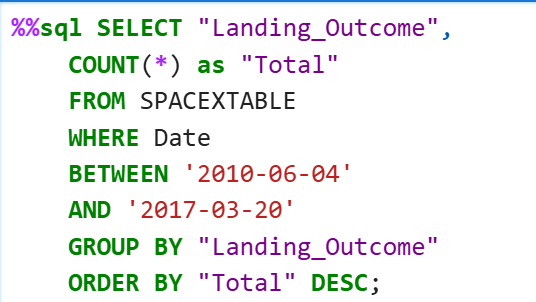 %%sql SELECT "Landing_Outcome",
COUNT(*) as "Total"
FROM SPACEXTABLE
WHERE Date
BETWEEN '2010-06-04'
AND '2017-03-20'
GROUP BY "Landing_Outcome"
ORDER BY "Total" DESC;